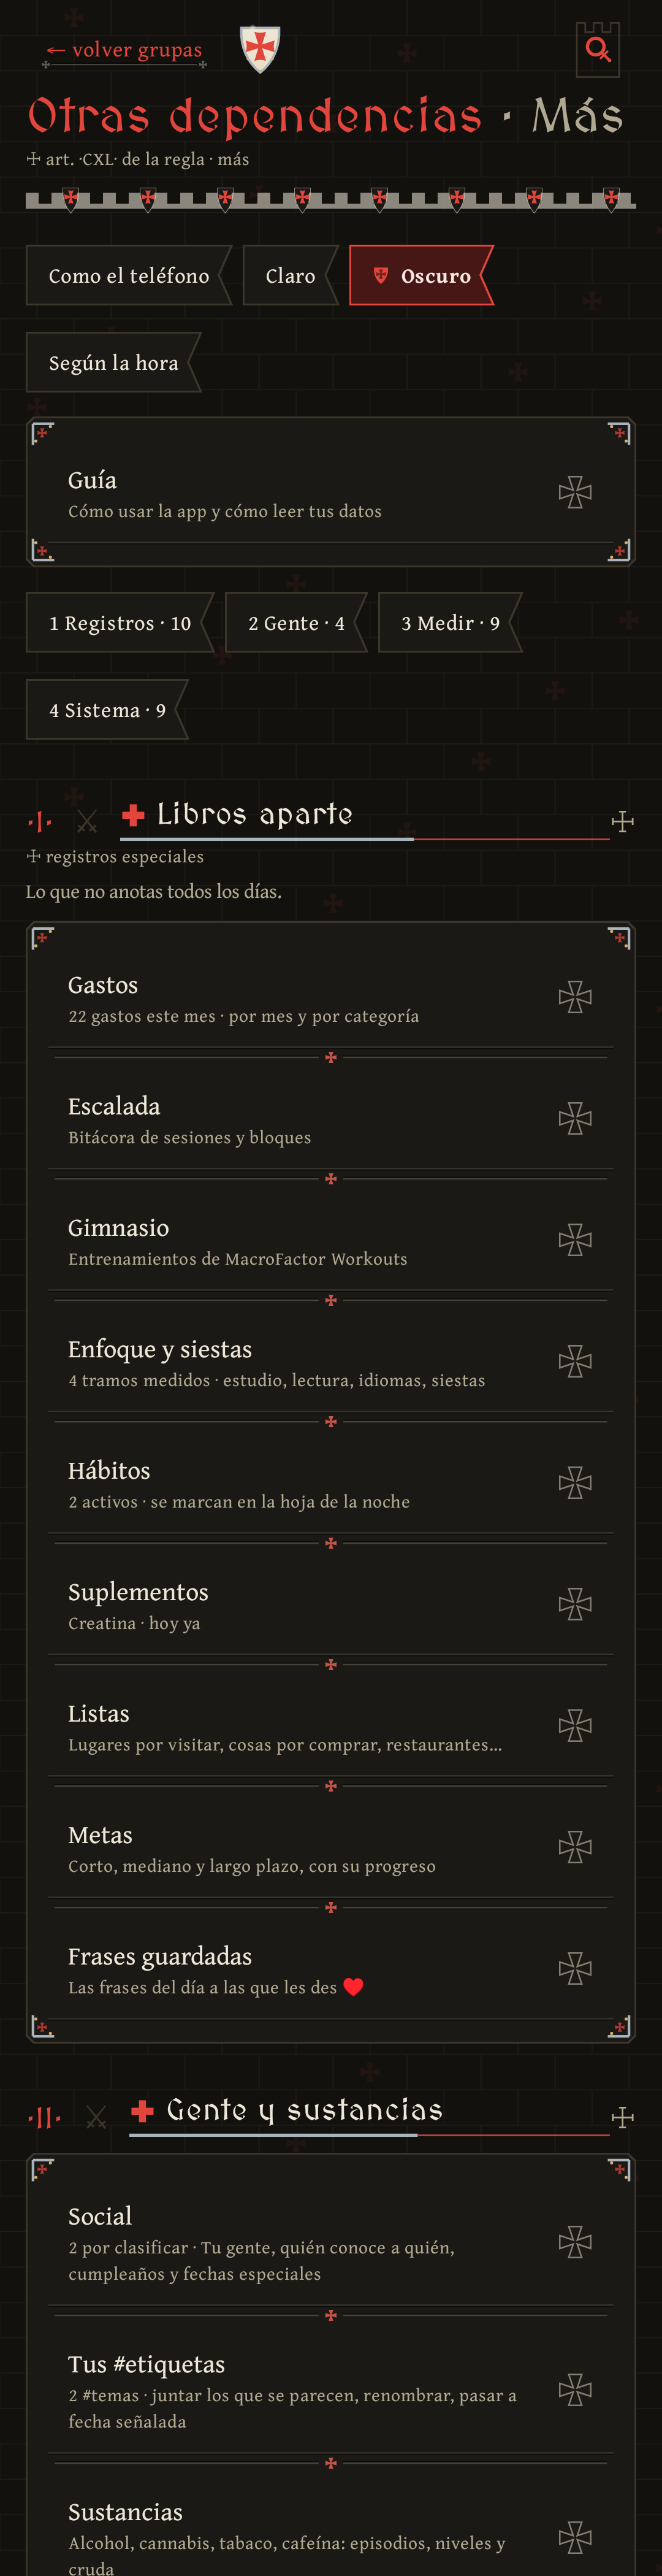 ← volver grupas
Otras dependencias · Más
☩ art. ·CXL· de la regla · más
Como el teléfono
Claro
Oscuro
Según la hora
Guía
Cómo usar la app y cómo leer tus datos
1 Registros · 10
2 Gente · 4
3 Medir · 9
4 Sistema · 9
·I·
Libros aparte
☩ registros especiales
Lo que no anotas todos los días.
Gastos
22 gastos este mes · por mes y por categoría
Escalada
Bitácora de sesiones y bloques
Gimnasio
Entrenamientos de MacroFactor Workouts
Enfoque y siestas
4 tramos medidos · estudio, lectura, idiomas, siestas
Hábitos
2 activos · se marcan en la hoja de la noche
Suplementos
Creatina · hoy ya
Listas
Lugares por visitar, cosas por comprar, restaurantes...
Metas
Corto, mediano y largo plazo, con su progreso
Frases guardadas
Las frases del día a las que les des ❤️
·II·
Gente y sustancias
Social
2 por clasificar · Tu gente, quién conoce a quién,
cumpleaños y fechas especiales
Tus #etiquetas
2 #temas · juntar los que se parecen, renombrar, pasar a
fecha señalada
Sustancias
Alcohol, cannabis, tabaco, cafeína: episodios, niveles y
cruda